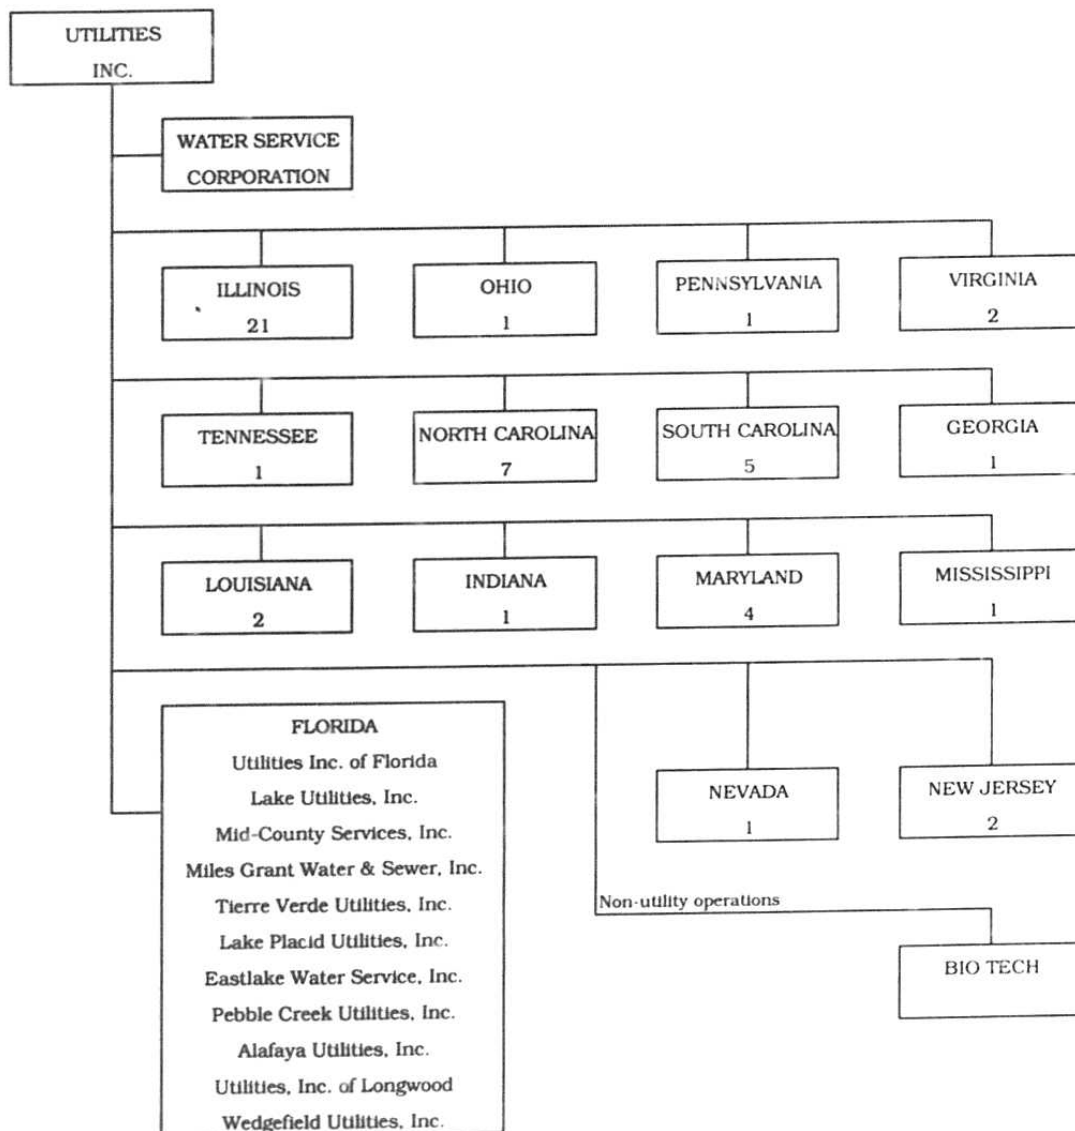 UTILITIES
INC.
WATER SERVICE
CORPORATION
ILLINOIS
21
OHIO
1
PENNSYLVANIA
1
VIRGINIA
2
TENNESSEE
1
NORTH CAROLINA
7
SOUTH CAROLINA
5
GEORGIA
1
LOUISIANA
2
INDIANA
1
MARYLAND
4
MISSISSIPPI
1
FLORIDA
Utilities Inc. of Florida
Lake Utilities, Inc.
Mid-County Services, Inc.
Miles Grant Water & Sewer, Inc.
Tierre Verde Utilities, Inc.
Lake Placid Utilities, Inc.
Eastlake Water Service, Inc.
Pebble Creek Utilities, Inc.
Alafaya Utilities, Inc.
Utilities, Inc. of Longwood
Wedgefield Utilities, Inc.
NEVADA
1
NEW JERSEY
2
Non-utility operations
BIO TECH